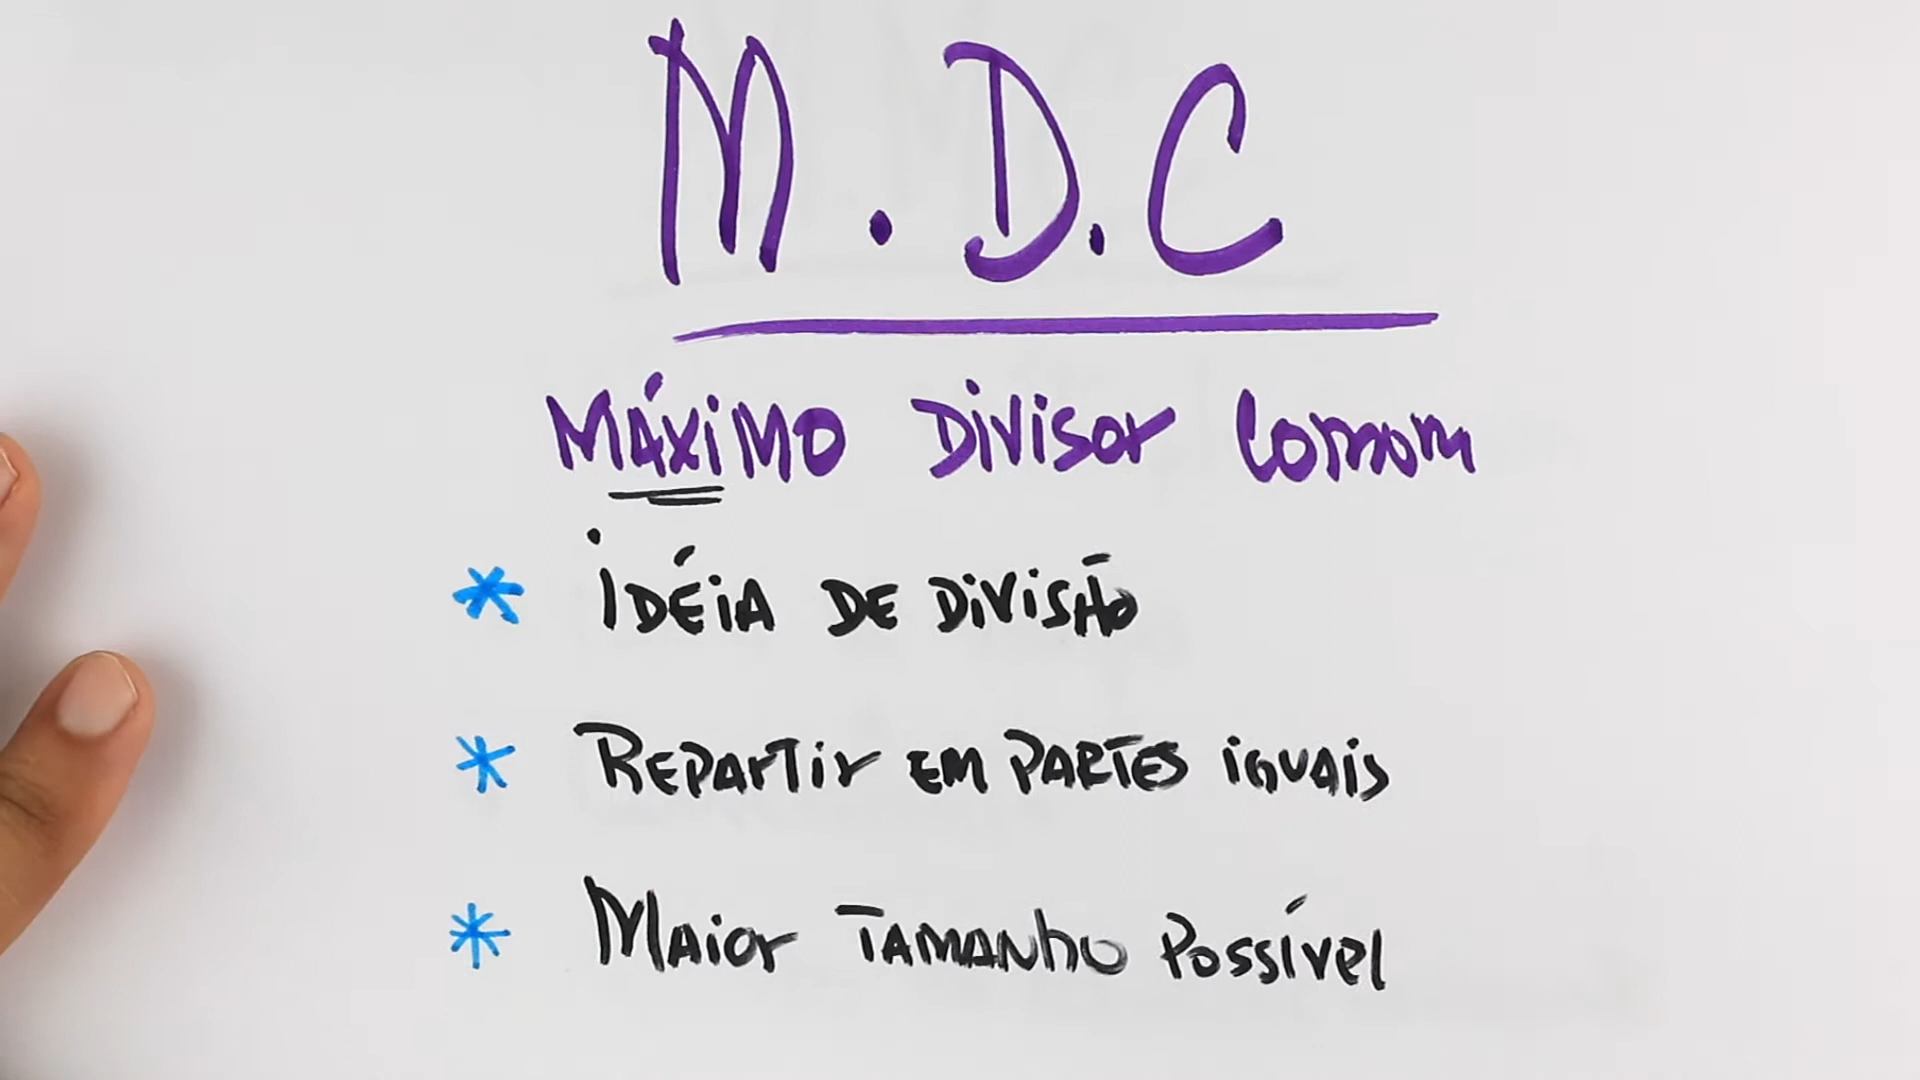 M.D.C
Máximo Divisor Comum
* Idéia de Divisão
* Repartir em partes iguais
* Maior Tamanho Possível